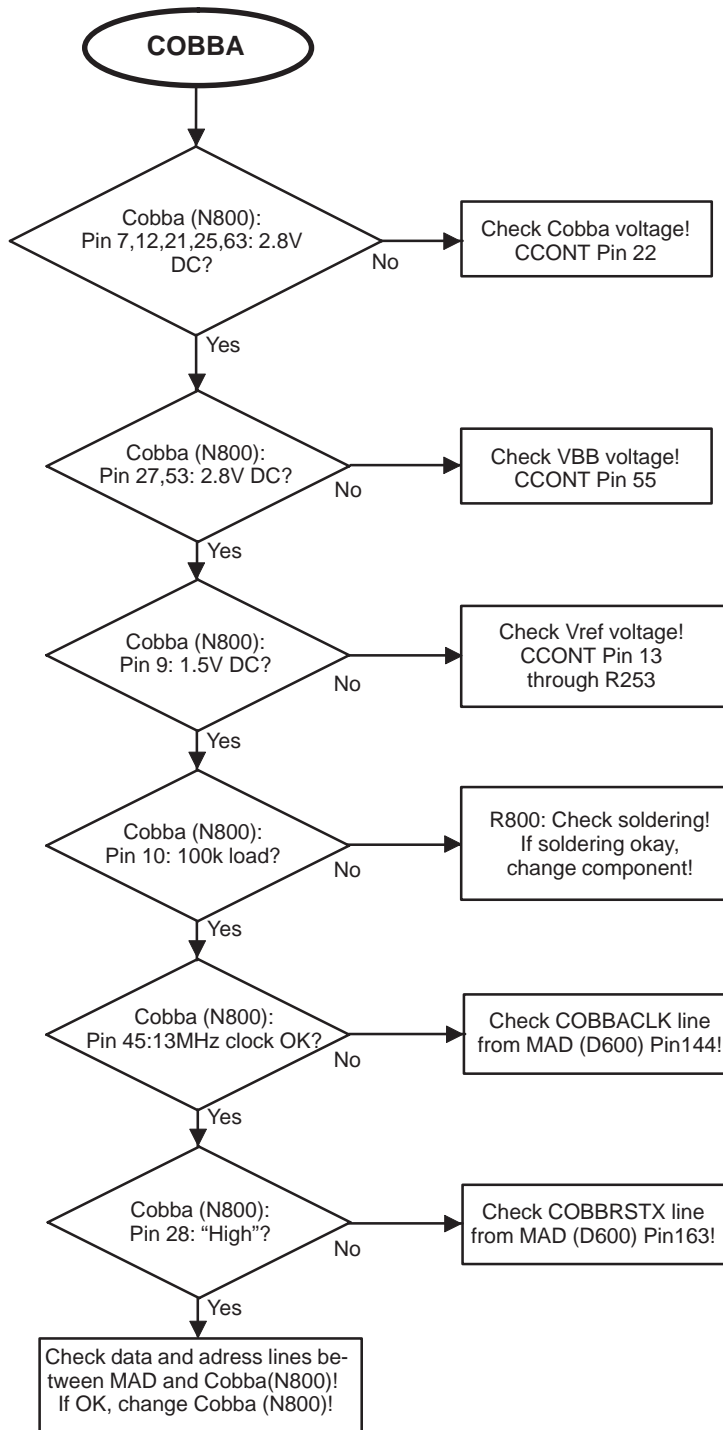 COBBA
Cobba (N800):
Pin 7,12,21,25,63: 2.8V
DC?
No
Check Cobba voltage!
CCONT Pin 22
Yes
Cobba (N800):
Pin 27,53: 2.8V DC?
No
Check VBB voltage!
CCONT Pin 55
Yes
Cobba (N800):
Pin 9: 1.5V DC?
No
Check Vref voltage!
CCONT Pin 13
through R253
Yes
Cobba (N800):
Pin 10: 100k load?
No
R800: Check soldering!
If soldering okay,
change component!
Yes
Cobba (N800):
Pin 45:13MHz clock OK?
No
Check COBBACLK line
from MAD (D600) Pin144!
Yes
Cobba (N800):
Pin 28: “High”?
No
Check COBBRSTX line
from MAD (D600) Pin163!
Yes
Check data and adress lines be-
tween MAD and Cobba(N800)!
If OK, change Cobba (N800)!